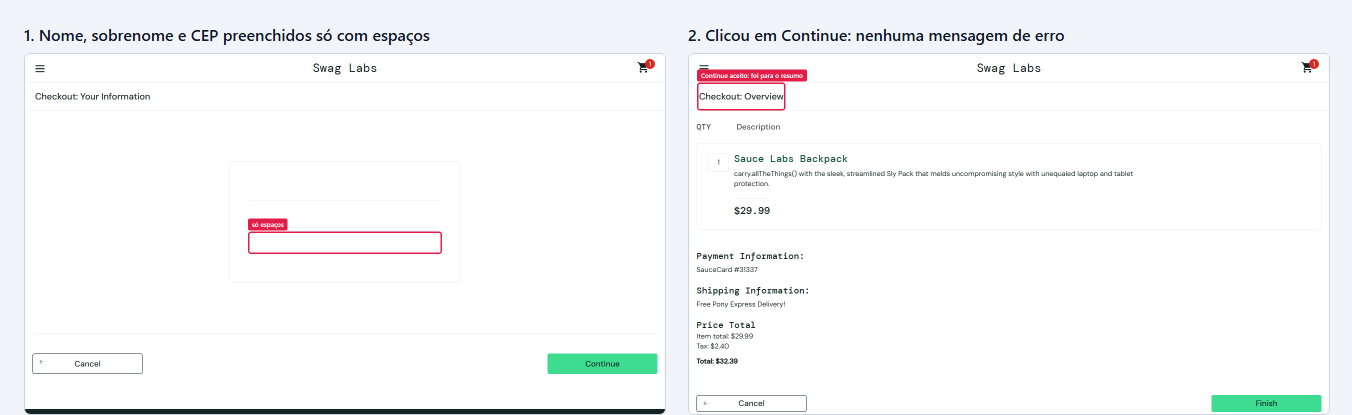 1. Nome, sobrenome e CEP preenchidos só com espaços
Swag Labs
1
Checkout: Your Information
só espaços
Cancel
Continue
2. Clicou em Continue: nenhuma mensagem de erro
Swag Labs
1
Continue aceito: foi para o resumo
Checkout: Overview
QTY Description
1
Sauce Labs Backpack
carry.allTheThings() with the sleek, streamlined Sly Pack that melds uncompromising style with unequaled laptop and tablet
protection.
$29.99
Payment Information:
SauceCard #31337
Shipping Information:
Free Pony Express Delivery!
Price Total
Item total: $29.99
Tax: $2.40
Total: $32.39
Cancel
Finish